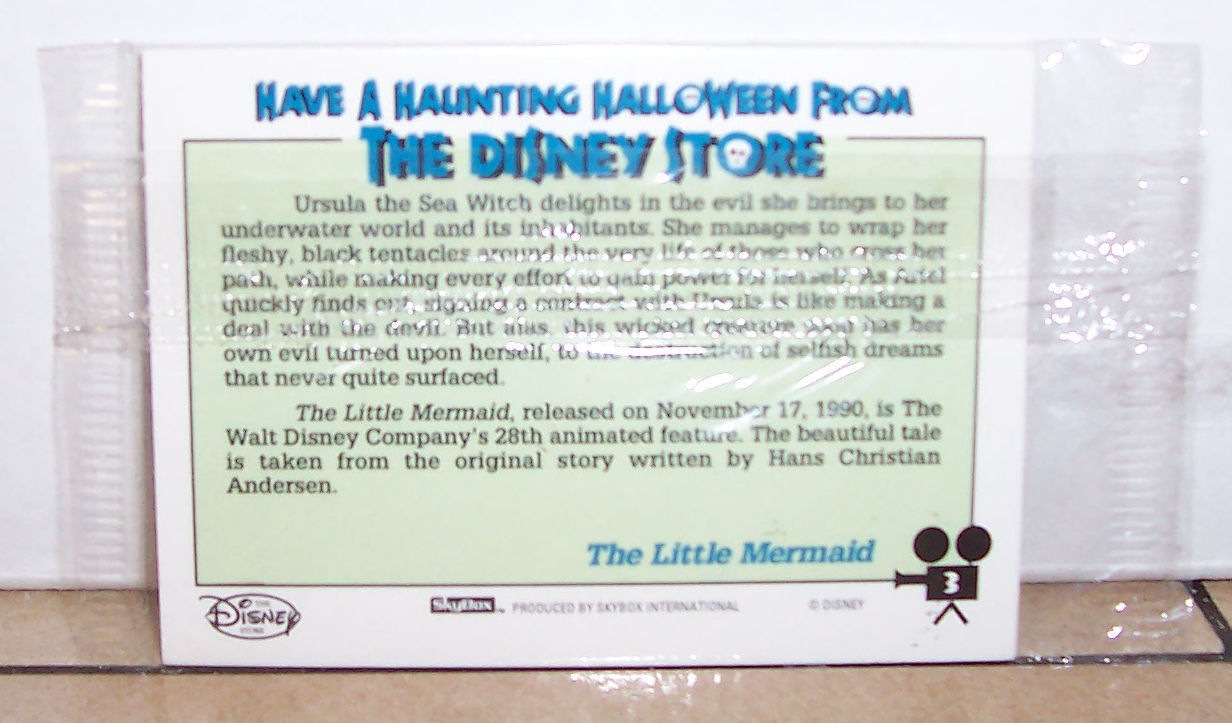 HAVE A HAUNTING HALLOWEEN FROM
THE DISNEY STORE
Ursula the Sea Witch delights in the evil she brings to her
underwater world and its inhabitants. She manages to wrap her
fleshy, black tentacles around the very life of those who cross her
path, while making every effort to gain power for herself. As Ariel
quickly finds out, signing a contract with Ursula is like making a
deal with the devil. But alas, this wicked creature has her
own evil turned upon herself, to the destruction of selfish dreams
that never quite surfaced.
The Little Mermaid, released on November 17, 1990, is The
Walt Disney Company's 28th animated feature. The beautiful tale
is taken from the original story written by Hans Christian
Andersen.
The Little Mermaid
3
THE DISNEY STORE
SKYBOX PRODUCED BY SKYBOX INTERNATIONAL © DISNEY